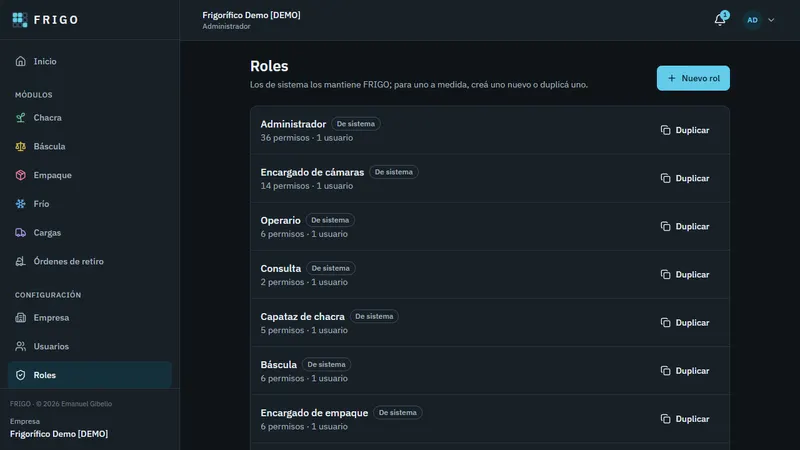 FRIGO
Frigorífico Demo [DEMO]
Administrador
1
AD
Inicio
MÓDULOS
Chacra
Báscula
Empaque
Frío
Cargas
Órdenes de retiro
CONFIGURACIÓN
Empresa
Usuarios
Roles
FRIGO · © 2026 Emanuel Gibelio
Empresa
Frigorífico Demo [DEMO]
Roles
Los de sistema los mantiene FRIGO; para uno a medida, creá uno nuevo o duplicá uno.
Nuevo rol
Administrador De sistema
36 permisos · 1 usuario
Duplicar
Encargado de cámaras De sistema
14 permisos · 1 usuario
Duplicar
Operario De sistema
6 permisos · 1 usuario
Duplicar
Consulta De sistema
2 permisos · 1 usuario
Duplicar
Capataz de chacra De sistema
5 permisos · 1 usuario
Duplicar
Báscula De sistema
6 permisos · 1 usuario
Duplicar
Encargado de empaque De sistema
6 permisos · 1 usuario
Duplicar